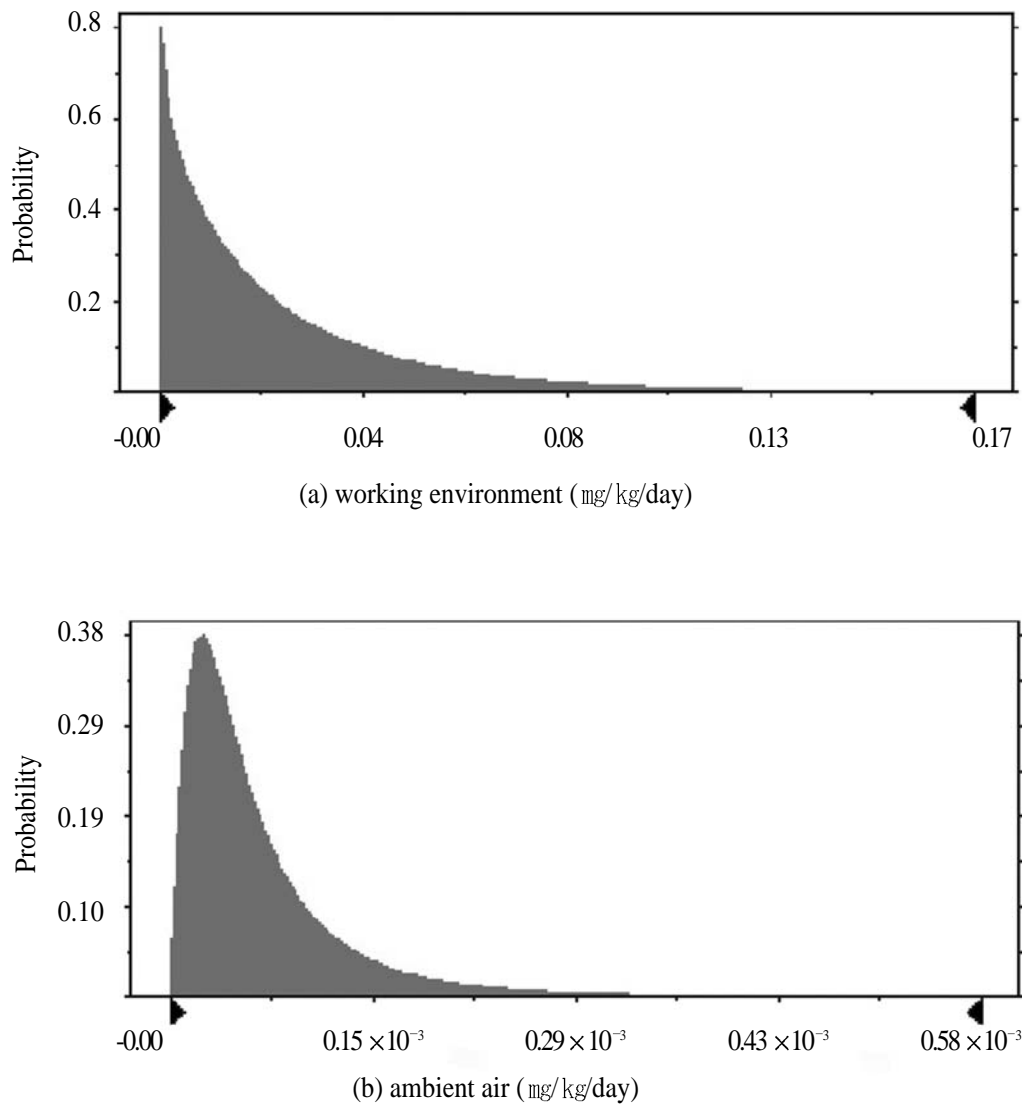 0.8
0.6
0.4
0.2
Probability
-0.00 0.04 0.08 0.13 0.17
(a) working environment (㎎/㎏/day)
0.38
0.29
0.19
0.10
Probability
-0.00 0.15 × 10⁻³ 0.29 × 10⁻³ 0.43 × 10⁻³ 0.58 × 10⁻³
(b) ambient air (㎎/㎏/day)